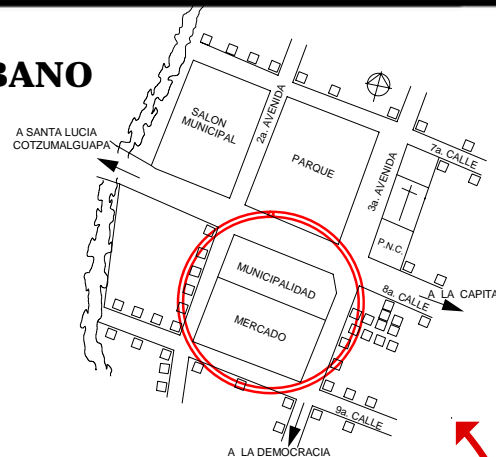 BANO
A SANTA LUCIA
COTZUMALGUAPA
SALON
MUNICIPAL
2a. AVENIDA
PARQUE
3a. AVENIDA
7a. CALLE
P.N.C.
MUNICIPALIDAD
MERCADO
8a. CALLE
A LA CAPITA
9a. CALLE
A LA DEMOCRACIA